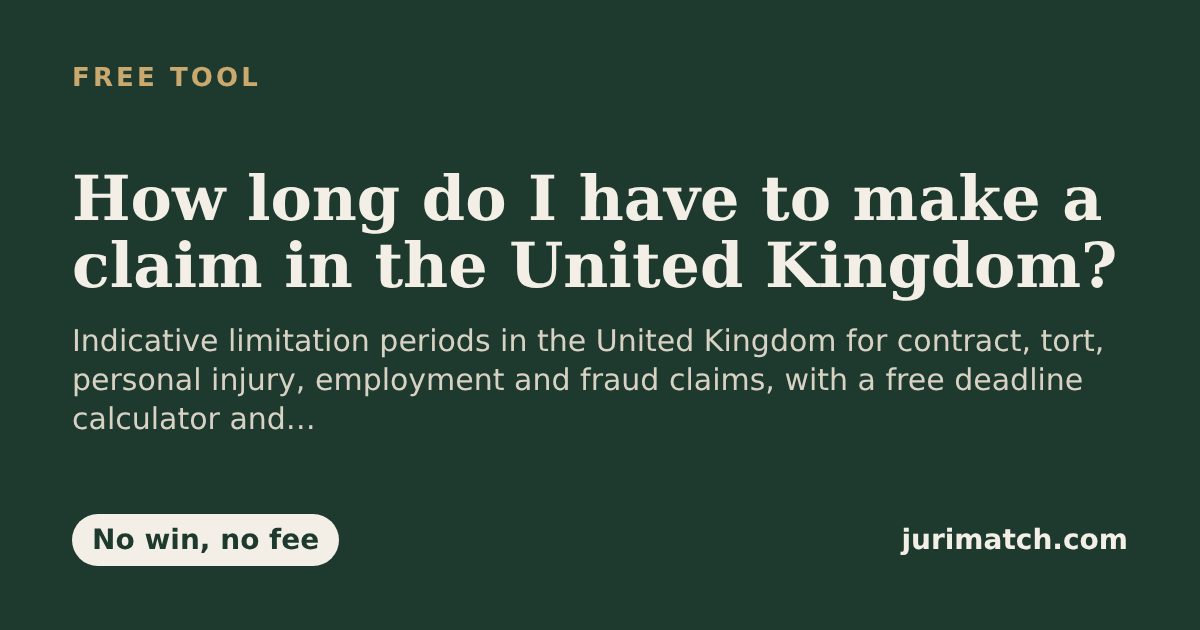 FREE TOOL
How long do I have to make a
claim in the United Kingdom?
Indicative limitation periods in the United Kingdom for contract, tort,
personal injury, employment and fraud claims, with a free deadline
calculator and…
No win, no fee
jurimatch.com